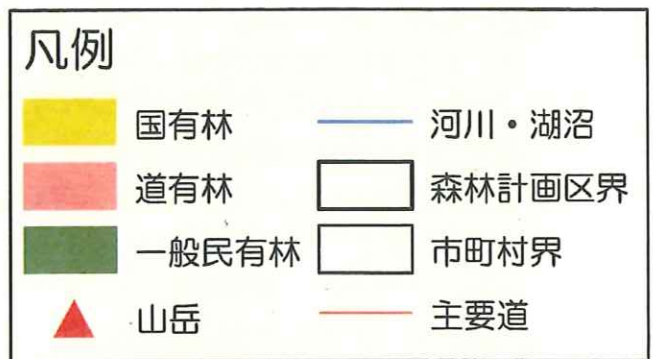 凡例
国有林
道有林
一般民有林
山岳
河川・湖沼
森林計画区界
市町村界
主要道